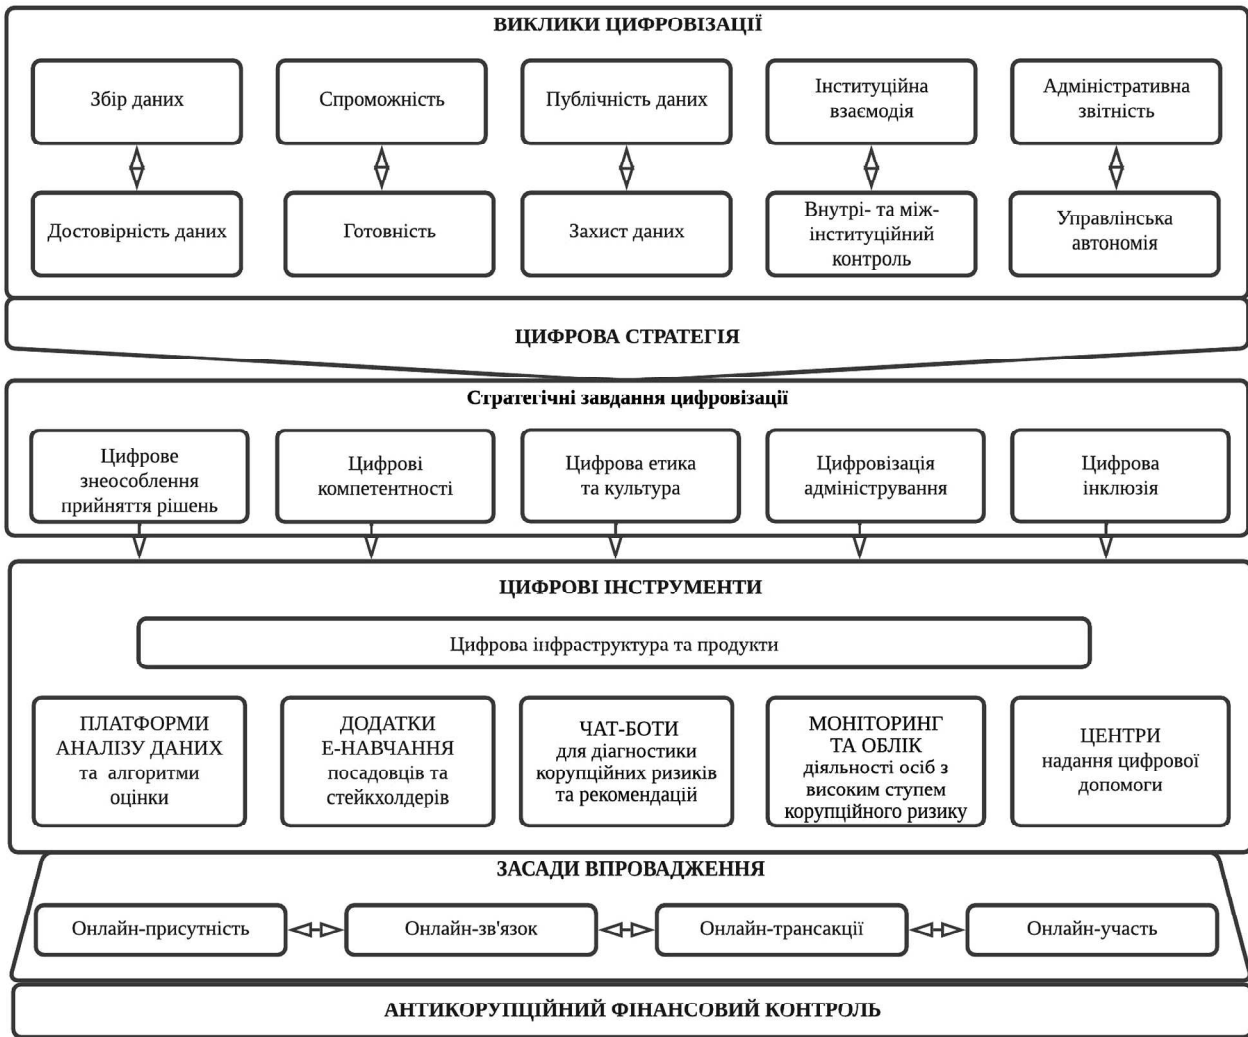 ВИКЛИКИ ЦИФРОВІЗАЦІЇ
Збір даних
Спроможність
Публічність даних
Інституційна
взаємодія
Адміністративна
звітність
Достовірність даних
Готовність
Захист даних
Внутрі- та між-
інституційний
контроль
Управлінська
автономія
ЦИФРОВА СТРАТЕГІЯ
Стратегічні завдання цифровізації
Цифрове
знеособлення
прийняття рішень
Цифрові
компетентності
Цифрова етика
та культура
Цифровізація
адміністрування
Цифрова
інклюзія
ЦИФРОВІ ІНСТРУМЕНТИ
Цифрова інфраструктура та продукти
ПЛАТФОРМИ
АНАЛІЗУ ДАНИХ
та алгоритми
оцінки
ДОДАТКИ
Е-НАВЧАННЯ
посадовців та
стейкхолдерів
ЧАТ-БОТИ
для діагностики
корупційних ризиків
та рекомендацій
МОНІТОРИНГ
ТА ОБЛІК
діяльності осіб з
високим ступем
корупційного ризику
ЦЕНТРИ
надання цифрової
допомоги
ЗАСАДИ ВПРОВАДЖЕННЯ
Онлайн-присутність
Онлайн-зв'язок
Онлайн-трансакції
Онлайн-участь
АНТИКОРУПЦІЙНИЙ ФІНАНСОВИЙ КОНТРОЛЬ